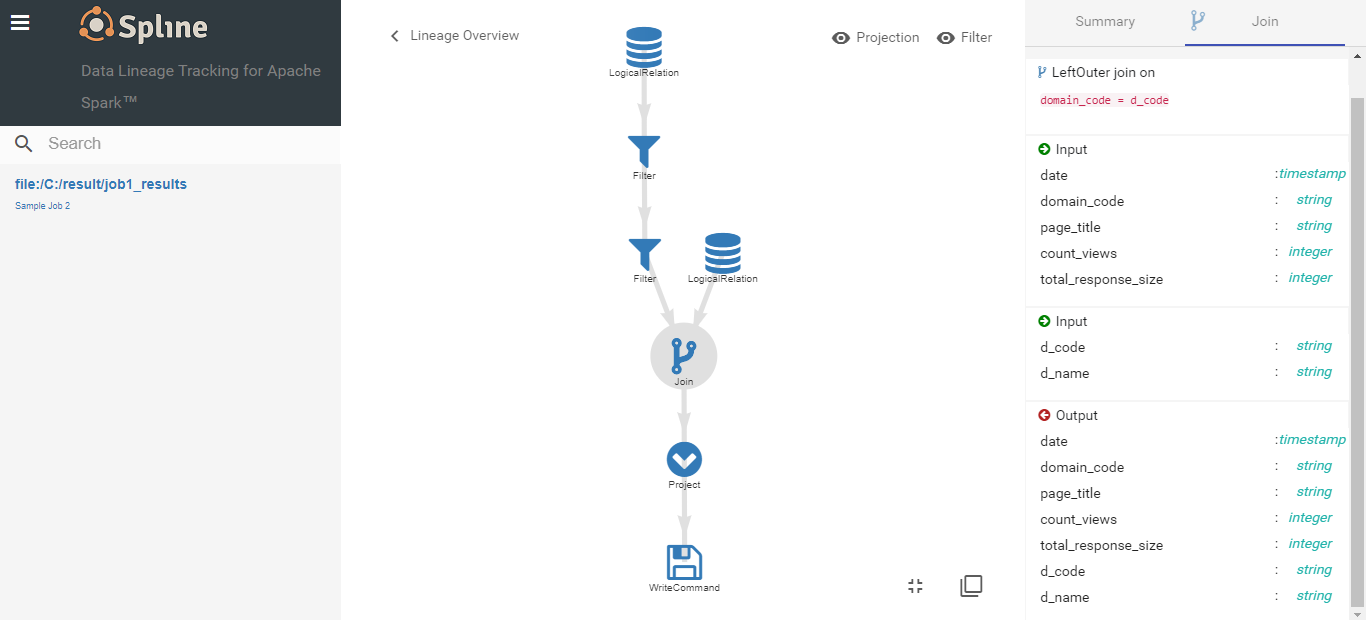 Spline
Data Lineage Tracking for Apache
Spark™
Search
file:/C:/result/job1_results
Sample Job 2
Lineage Overview
Projection
Filter
LogicalRelation
Filter
Filter
LogicalRelation
Join
Project
WriteCommand
Summary
Join
LeftOuter join on
domain_code = d_code
Input
date :timestamp
domain_code : string
page_title : string
count_views : integer
total_response_size : integer
Input
d_code : string
d_name : string
Output
date :timestamp
domain_code : string
page_title : string
count_views : integer
total_response_size : integer
d_code : string
d_name : string